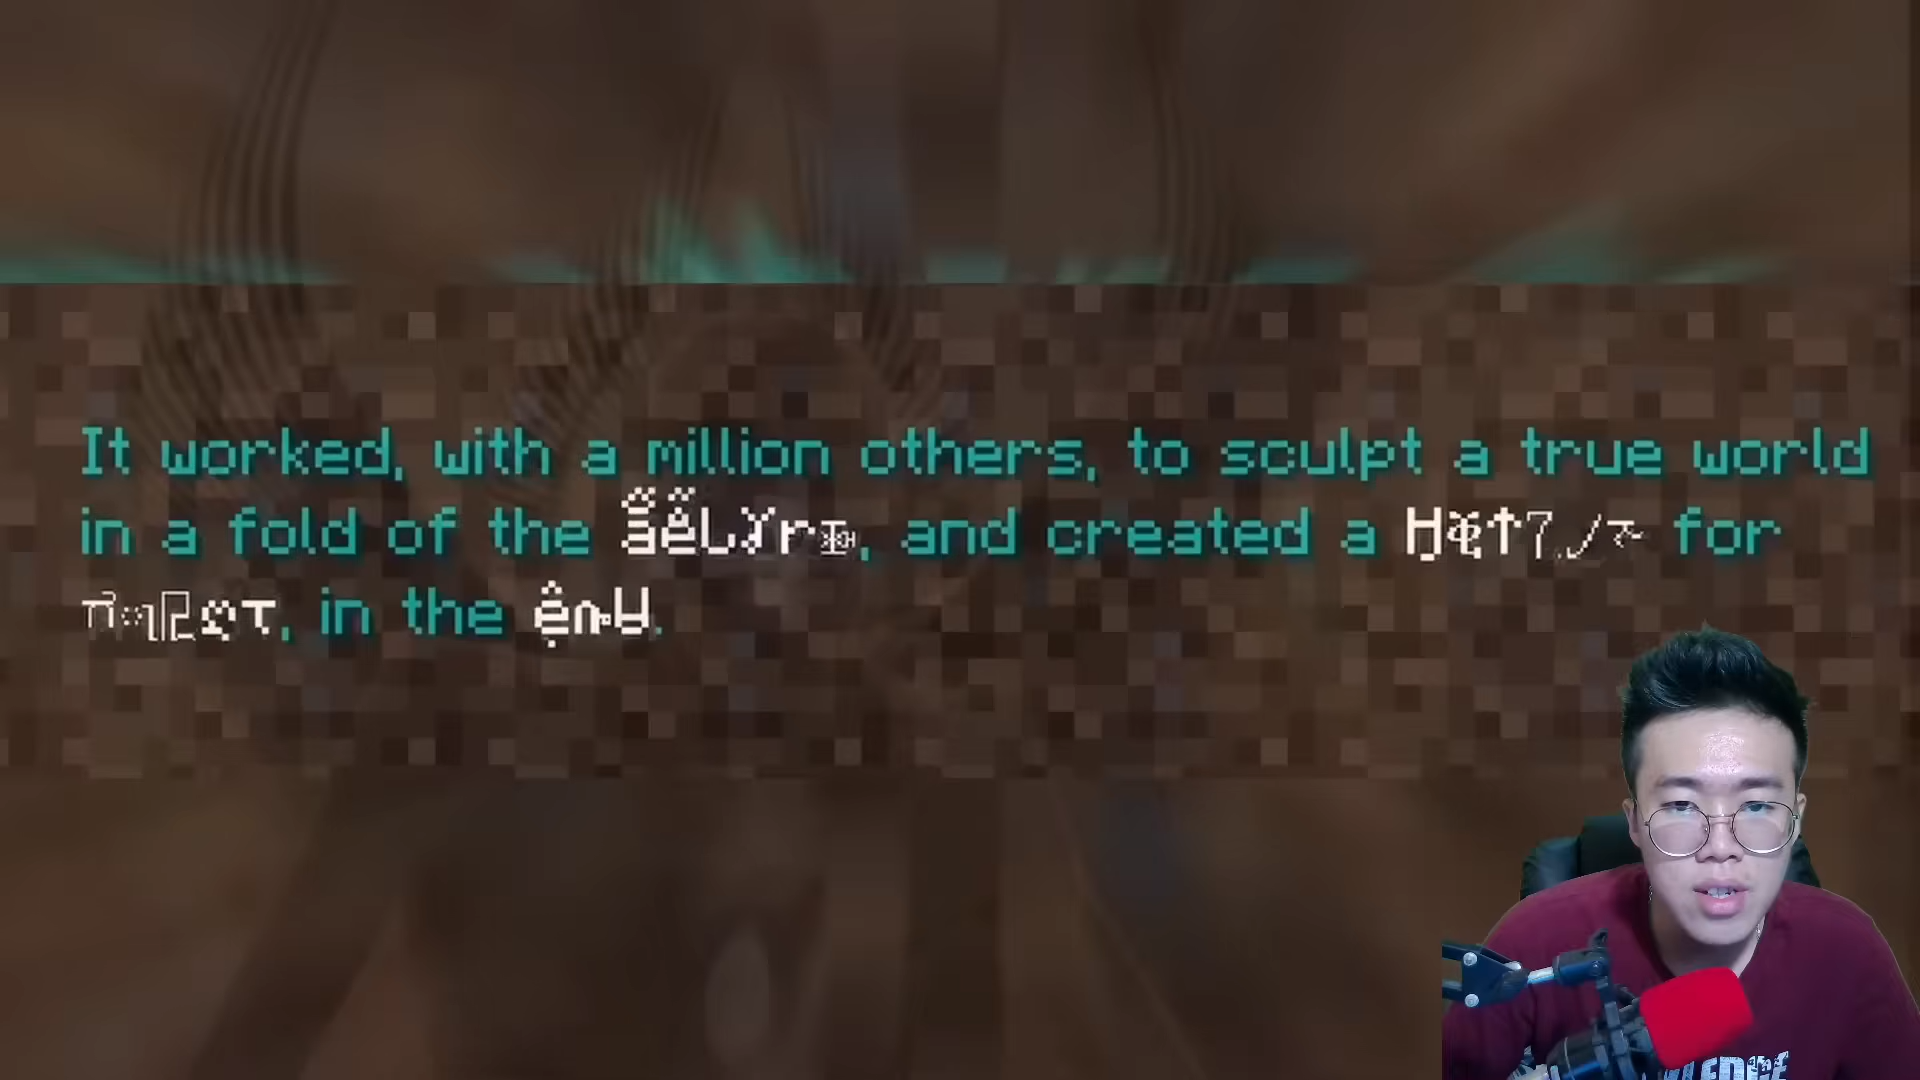 It worked, with a million others, to sculpt a true world
in a fold of the , and created a for
, in the .